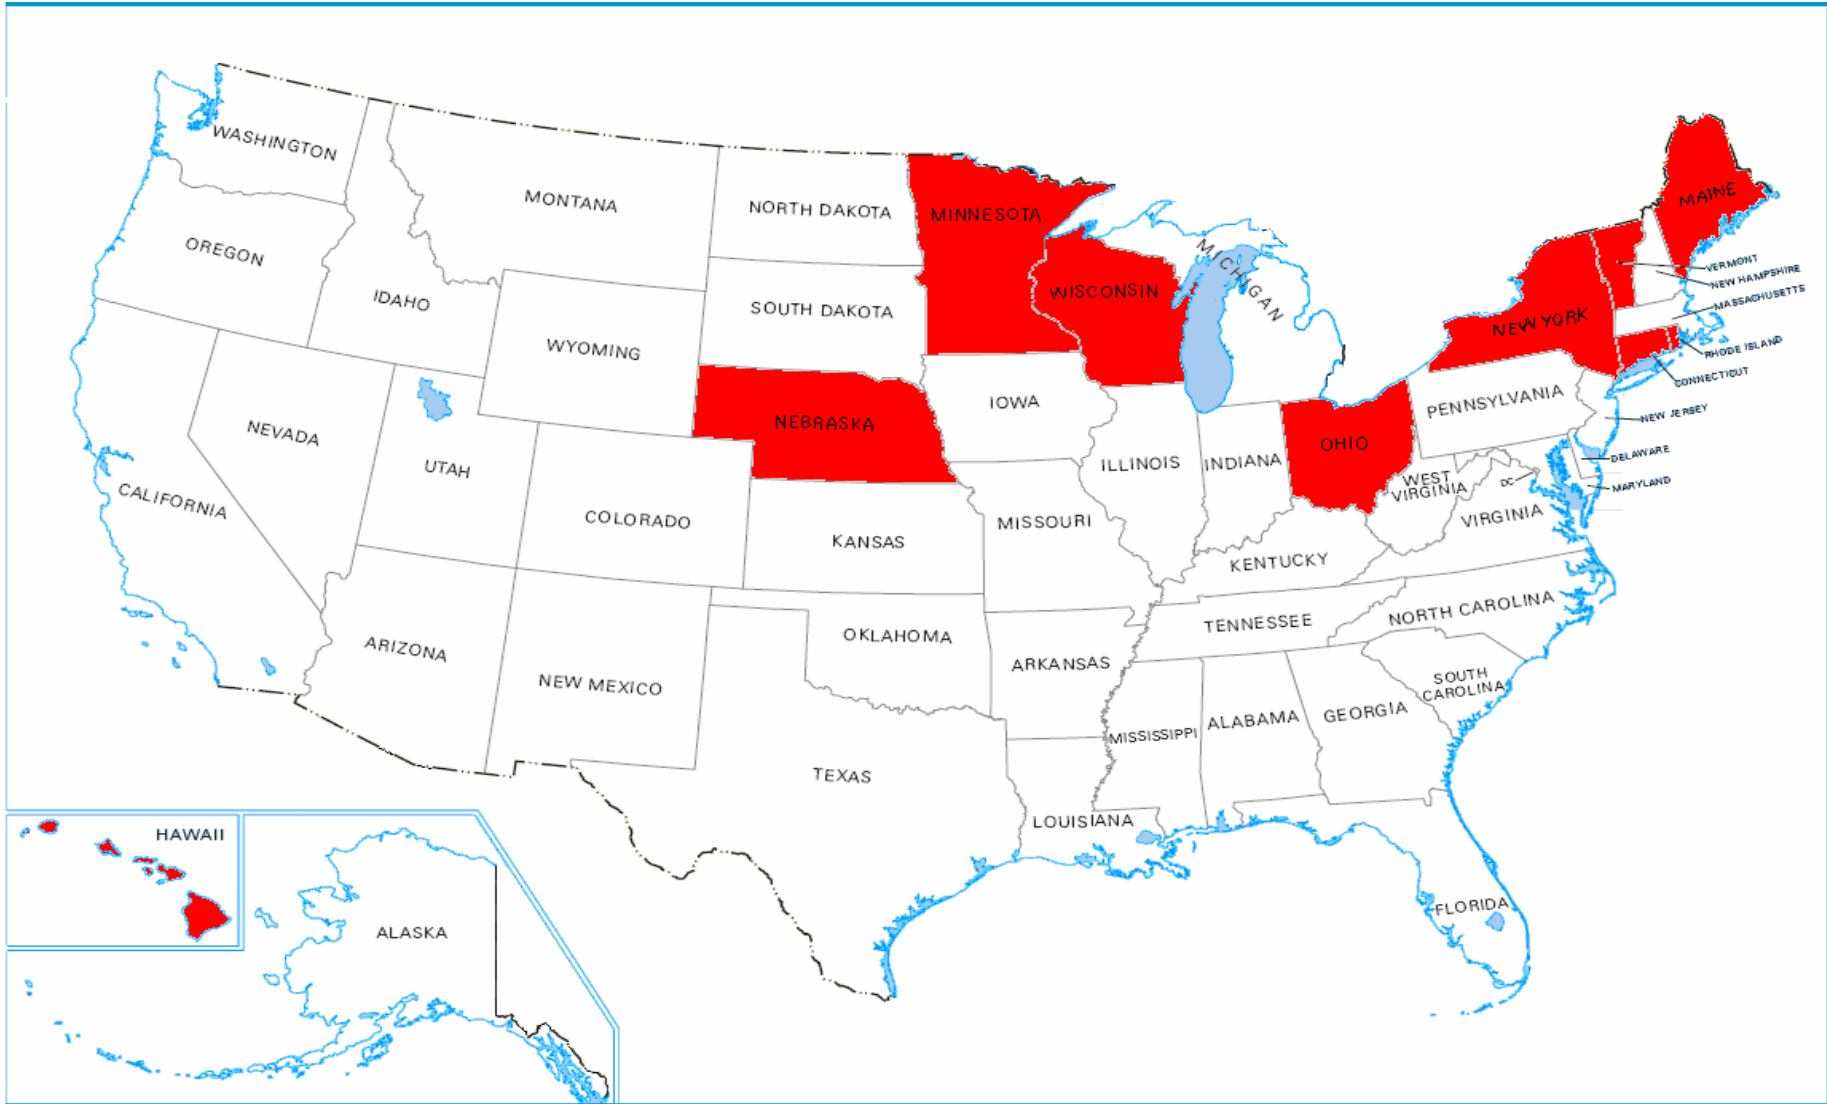 WASHINGTON
MONTANA
NORTH DAKOTA
MINNESOTA
MAINE
OREGON
IDAHO
SOUTH DAKOTA
WISCONSIN
MICHIGAN
VERMONT
NEW HAMPSHIRE
MASSACHUSETTS
NEW YORK
RHODE ISLAND
CONNECTICUT
WYOMING
IOWA
PENNSYLVANIA
NEW JERSEY
NEBRASKA
NEVADA
UTAH
ILLINOIS
INDIANA
OHIO
WEST
VIRGINIA
DC
DELAWARE
MARYLAND
CALIFORNIA
COLORADO
KANSAS
MISSOURI
VIRGINIA
KENTUCKY
ARIZONA
NEW MEXICO
OKLAHOMA
ARKANSAS
TENNESSEE
NORTH CAROLINA
SOUTH
CAROLINA
TEXAS
MISSISSIPPI
ALABAMA
GEORGIA
LOUISIANA
FLORIDA
HAWAII
ALASKA